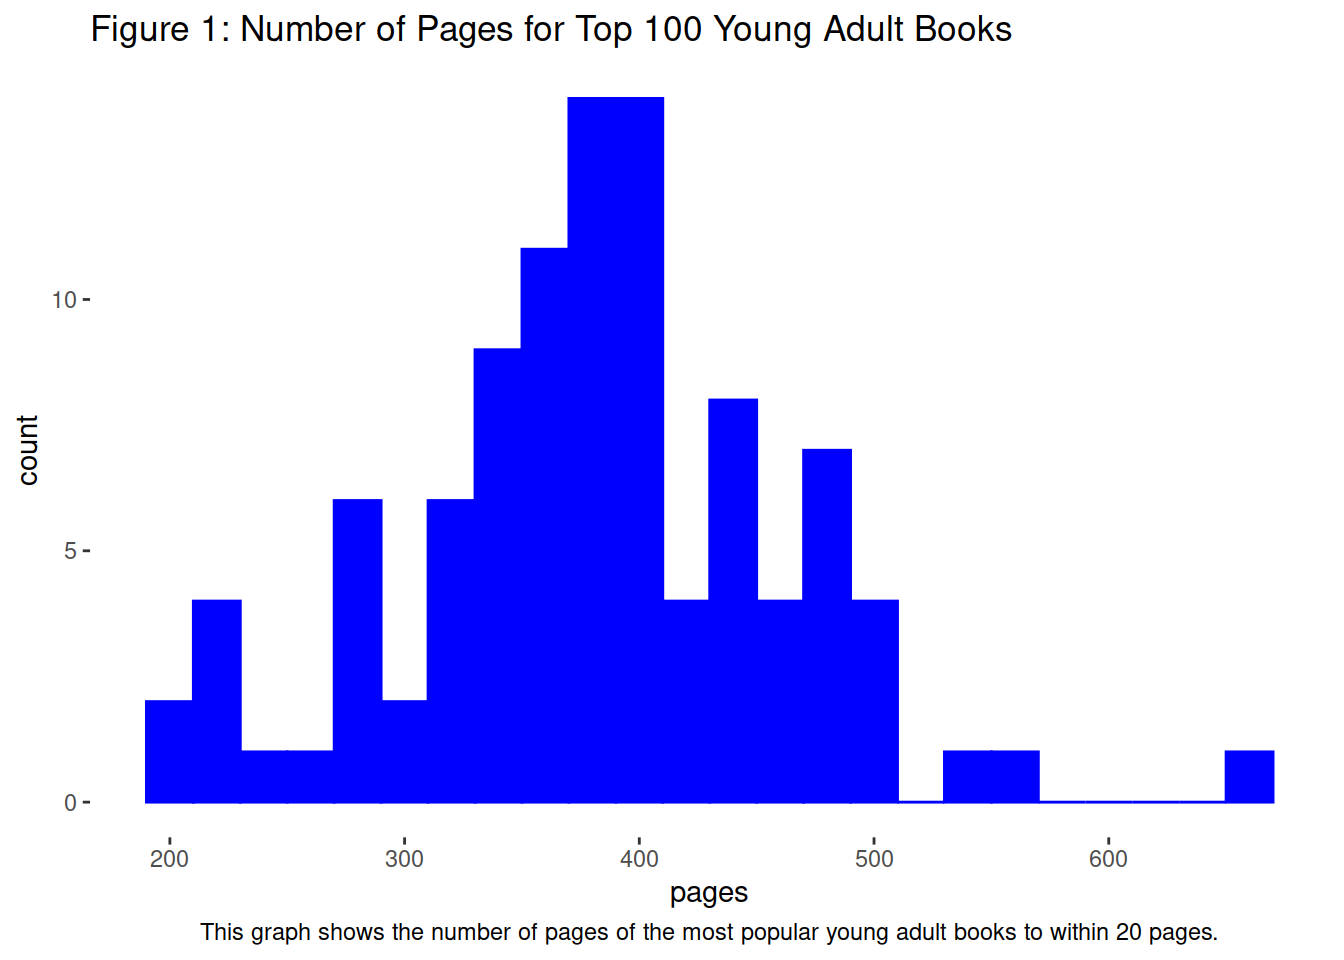 Figure 1: Number of Pages for Top 100 Young Adult Books
10
5
0
count
200 300 400 500 600
pages
This graph shows the number of pages of the most popular young adult books to within 20 pages.